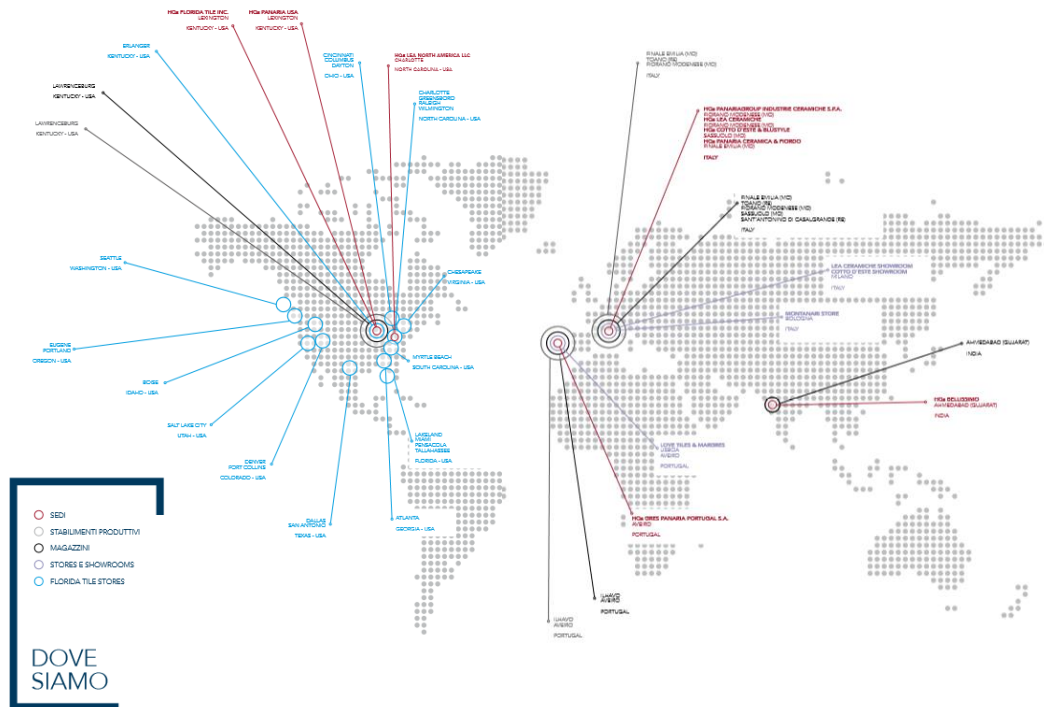 HQs FLORIDA TILE INC.
LEXINGTON
KENTUCKY - USA
HQs PANARIA USA
LEXINGTON
KENTUCKY - USA
ERLANGER
KENTUCKY - USA
CINCINNATI
COLUMBUS
DAYTON
OHIO - USA
HQs LEA NORTH AMERICA LLC
CHARLOTTE
NORTH CAROLINA - USA
CHARLOTTE
GREENSBORO
RALEIGH
WILMINGTON
NORTH CAROLINA - USA
LAWRENCEBURG
KENTUCKY - USA
LAWRENCEBURG
KENTUCKY - USA
FINALE EMILIA (MO)
TOANO (RE)
FIORANO MODENESE (MO)
ITALY
HQs PANARIAGROUP INDUSTRIE CERAMICHE S.P.A.
FIORANO MODENESE (MO)
HQs LEA CERAMICHE
FIORANO MODENESE (MO)
HQs COTTO D'ESTE & BLUSTYLE
SASSUOLO (MO)
HQs PANARIA CERAMICA & FIORDO
FINALE EMILIA (MO)
ITALY
FINALE EMILIA (MO)
TOANO (RE)
FIORANO MODENESE (MO)
SASSUOLO (MO)
SANT'ANTONINO DI CASALGRANDE (RE)
ITALY
SEATTLE
WASHINGTON - USA
CHESAPEAKE
VIRGINIA - USA
LEA CERAMICHE SHOWROOM
COTTO D'ESTE SHOWROOM
MILANO
ITALY
MONTANARI STORE
BOLOGNA
ITALY
EUGENE
PORTLAND
OREGON - USA
MYRTLE BEACH
SOUTH CAROLINA - USA
AHMEDABAD (GUJARAT)
INDIA
BOISE
IDAHO - USA
HQs BELLISSIMO
AHMEDABAD (GUJARAT)
INDIA
SALT LAKE CITY
UTAH - USA
LAKELAND
MIAMI
PENSACOLA
TALLAHASSEE
FLORIDA - USA
LOVE TILES & MARGRES
LISBOA
AVEIRO
PORTUGAL
DENVER
FORT COLLINS
COLORADO - USA
DALLAS
SAN ANTONIO
TEXAS - USA
ATLANTA
GEORGIA - USA
HQs GRES PANARIA PORTUGAL S.A.
AVEIRO
PORTUGAL
SEDI
STABILIMENTI PRODUTTIVI
MAGAZZINI
STORES E SHOWROOMS
FLORIDA TILE STORES
ILHAVO
AVEIRO
PORTUGAL
ILHAVO
AVEIRO
PORTUGAL
DOVE
SIAMO